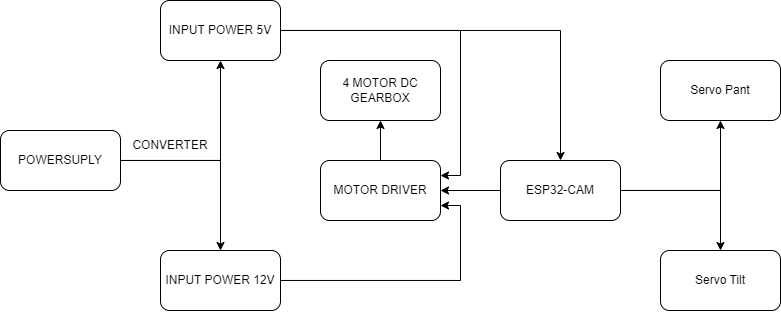 INPUT POWER 5V
4 MOTOR DC
GEARBOX
Servo Pant
CONVERTER
POWERSUPLY
MOTOR DRIVER
ESP32-CAM
INPUT POWER 12V
Servo Tilt